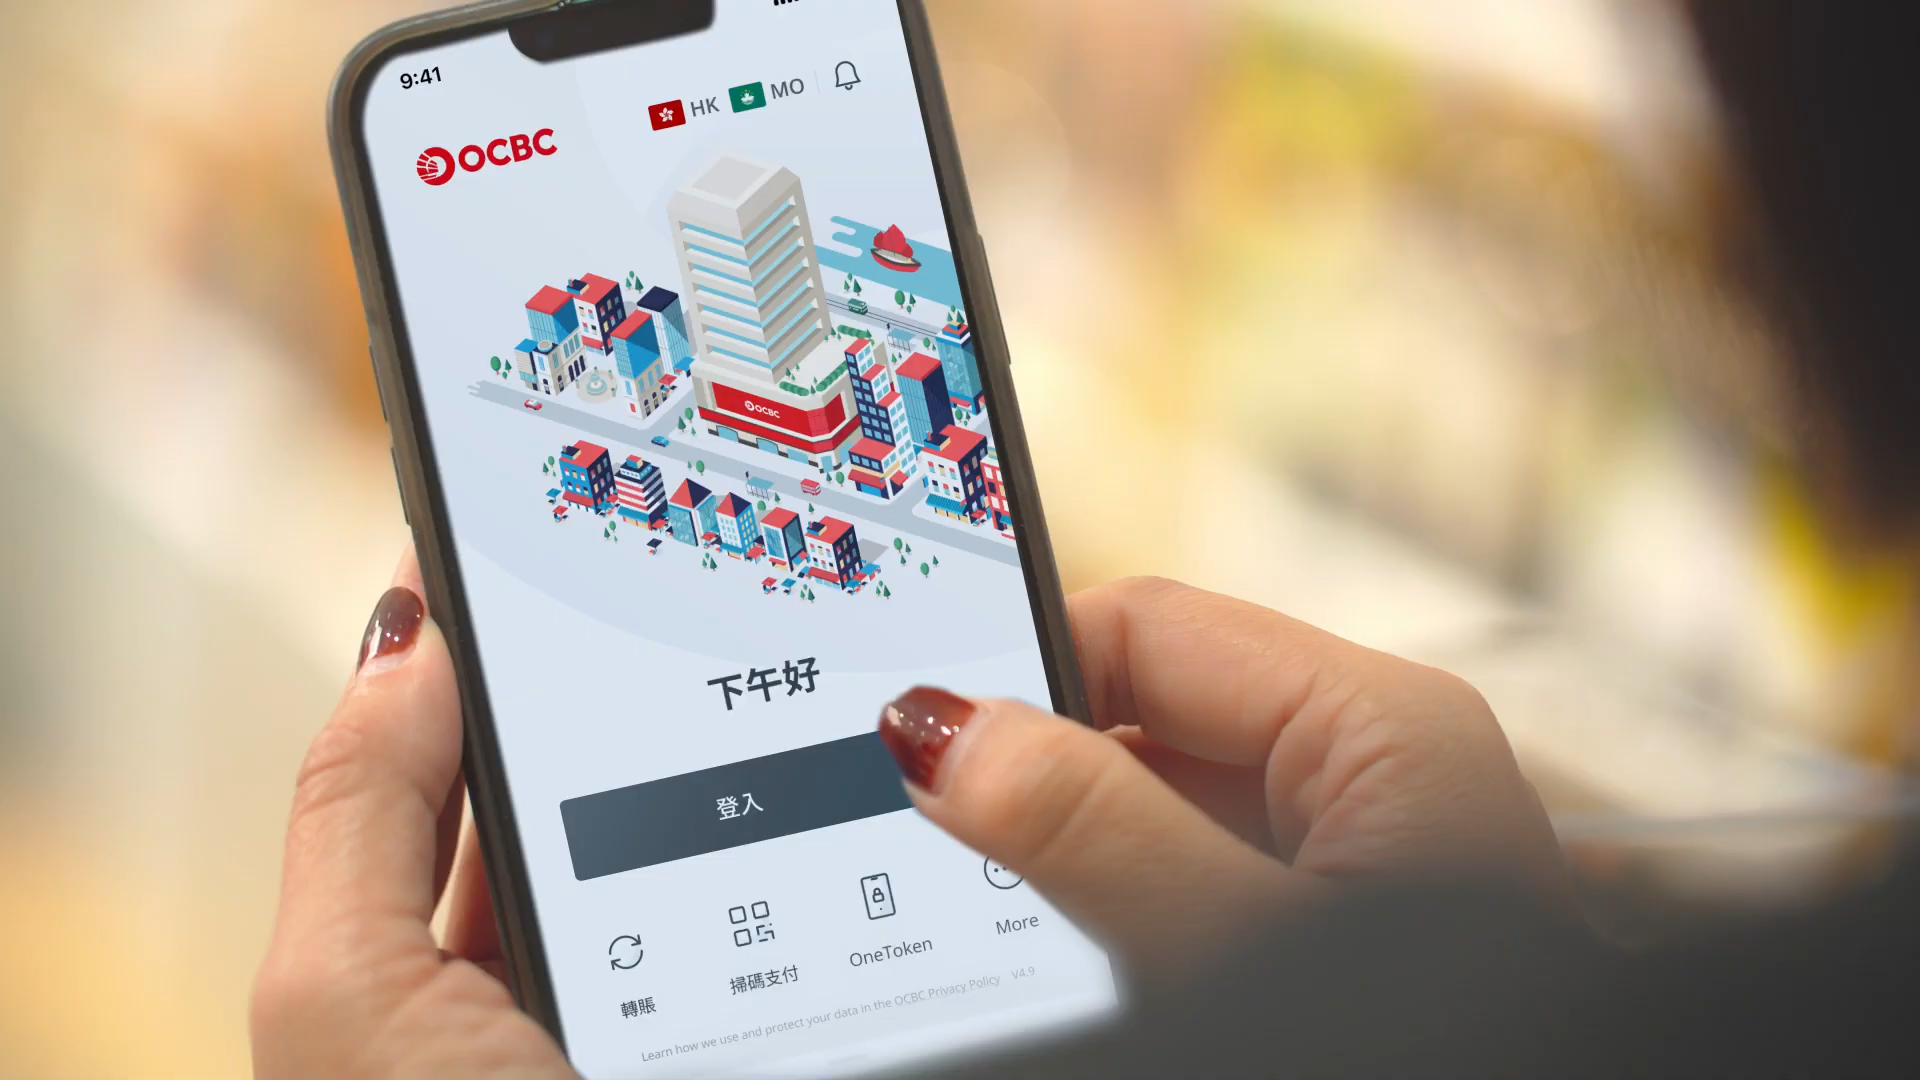 9:41
HK MO
OCBC
OCBC
下午好
登入
轉賬
掃碼支付
OneToken
More
Learn how we use and protect your data in the OCBC Privacy Policy V4.9